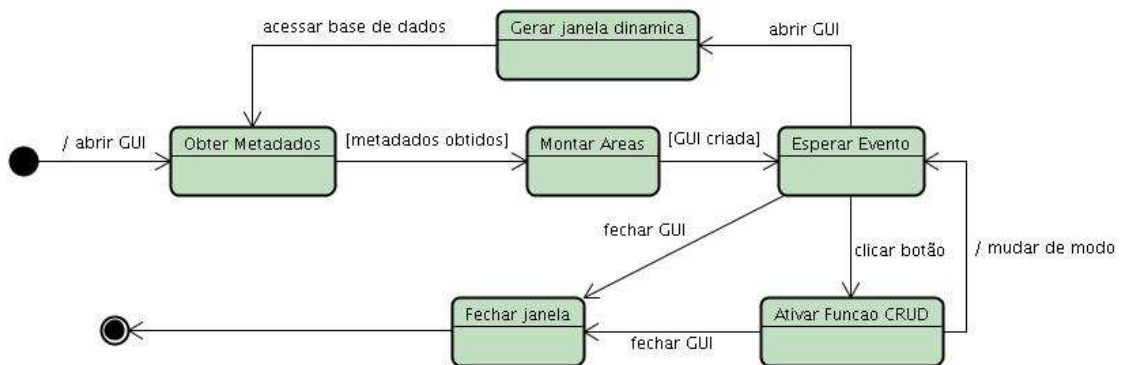 acessar base de dados
Gerar janela dinamica
abrir GUI
/ abrir GUI
Obter Metadados
[metadados obtidos]
Montar Areas
[GUI criada]
Esperar Evento
fechar GUI
clicar botão
/ mudar de modo
Fechar janela
fechar GUI
Ativar Funcao CRUD